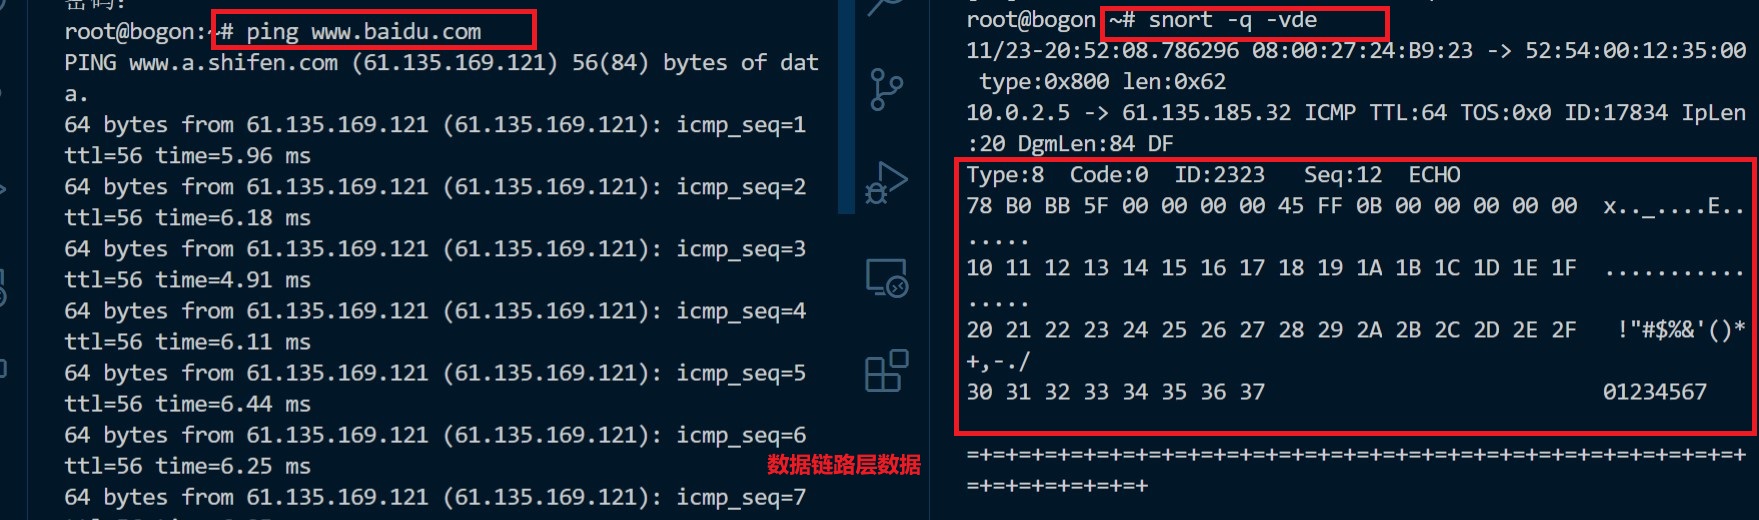 密码:
root@bogon:~# ping www.baidu.com
PING www.a.shifen.com (61.135.169.121) 56(84) bytes of dat
a.
64 bytes from 61.135.169.121 (61.135.169.121): icmp_seq=1
ttl=56 time=5.96 ms
64 bytes from 61.135.169.121 (61.135.169.121): icmp_seq=2
ttl=56 time=6.18 ms
64 bytes from 61.135.169.121 (61.135.169.121): icmp_seq=3
ttl=56 time=4.91 ms
64 bytes from 61.135.169.121 (61.135.169.121): icmp_seq=4
ttl=56 time=6.11 ms
64 bytes from 61.135.169.121 (61.135.169.121): icmp_seq=5
ttl=56 time=6.44 ms
64 bytes from 61.135.169.121 (61.135.169.121): icmp_seq=6
ttl=56 time=6.25 ms
64 bytes from 61.135.169.121 (61.135.169.121): icmp_seq=7
数据链路层数据
root@bogon:~# snort -q -vde
11/23-20:52:08.786296 08:00:27:24:B9:23 -> 52:54:00:12:35:00
type:0x800 len:0x62
10.0.2.5 -> 61.135.185.32 ICMP TTL:64 TOS:0x0 ID:17834 IpLen
:20 DgmLen:84 DF
Type:8  Code:0  ID:2323   Seq:12  ECHO
78 B0 BB 5F 00 00 00 00 45 FF 0B 00 00 00 00 00  x.._....E..
.....
10 11 12 13 14 15 16 17 18 19 1A 1B 1C 1D 1E 1F  ...........
.....
20 21 22 23 24 25 26 27 28 29 2A 2B 2C 2D 2E 2F   !"#$%&'()*
+,-./
30 31 32 33 34 35 36 37                          01234567
=+=+=+=+=+=+=+=+=+=+=+=+=+=+=+=+=+=+=+=+=+=+=+=+=+=+=+=+=+=+
=+=+=+=+=+=+=+